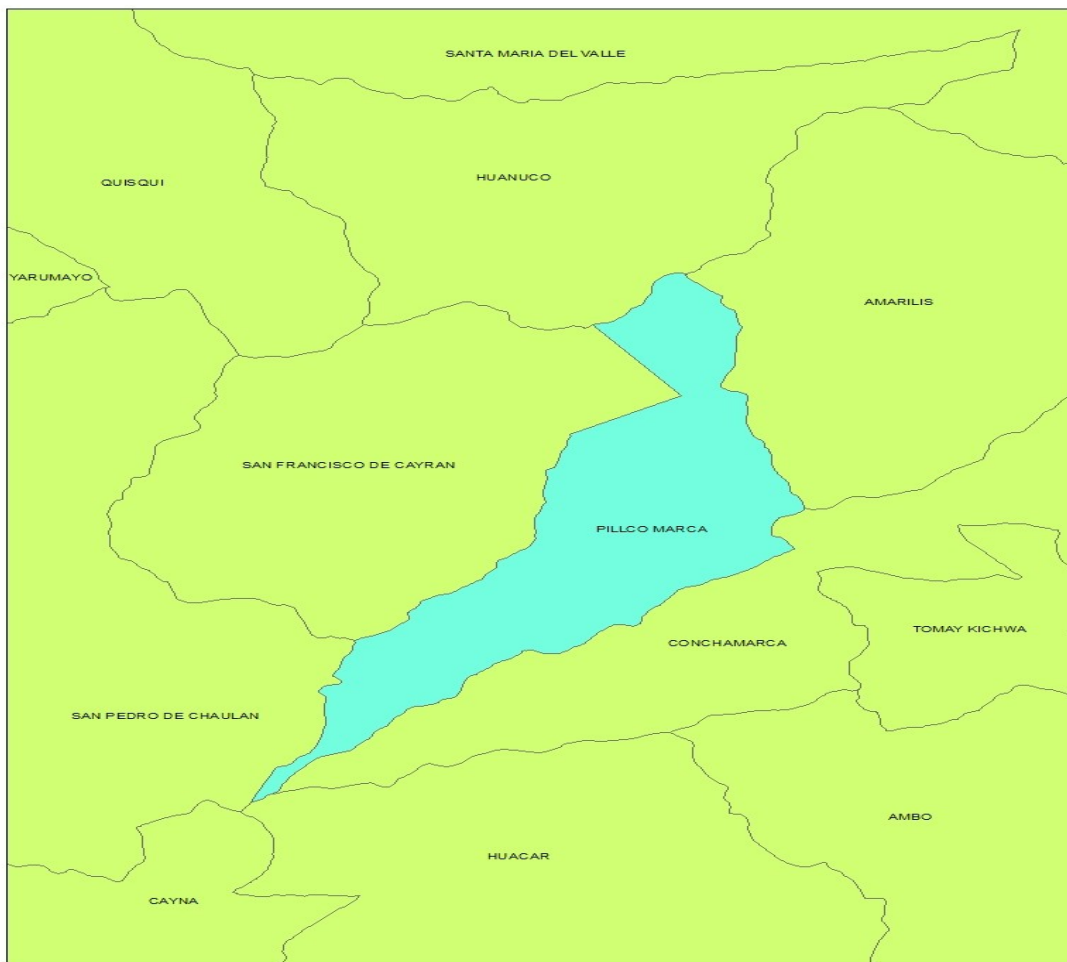 SANTA MARIA DEL VALLE
HUANUCO
QUISQUI
YARUMAYO
AMARILIS
SAN FRANCISCO DE CAYRAN
PILLCO MARCA
TOMAY KICHWA
CONCHAMARCA
SAN PEDRO DE CHAULAN
AMBO
HUACAR
CAYNA